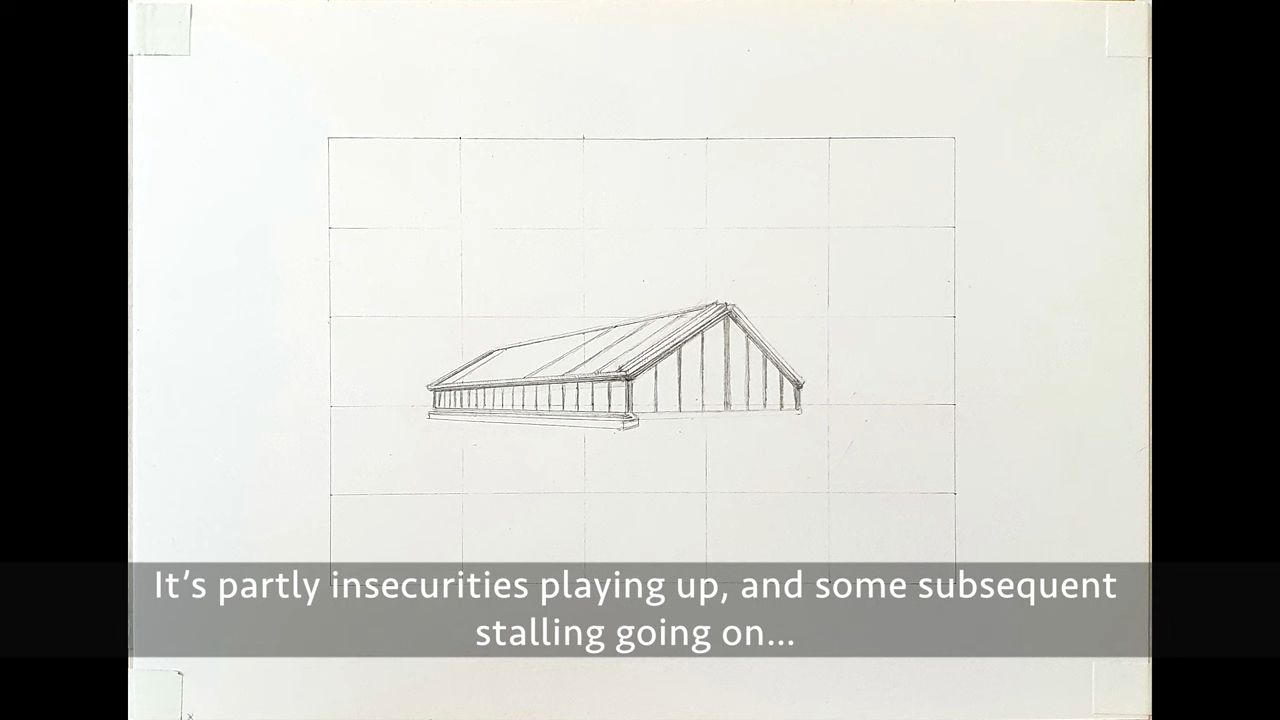 It’s partly insecurities playing up, and some subsequent
stalling going on...